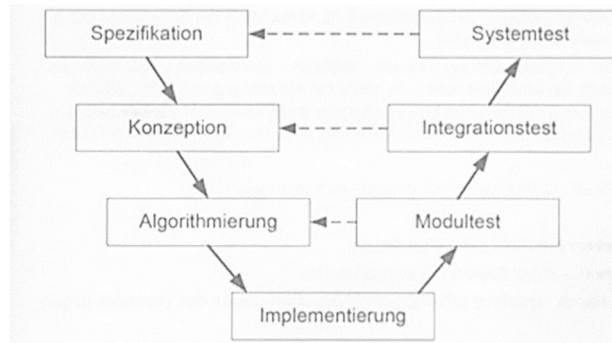 Spezifikation
Systemtest
Konzeption
Integrationstest
Algorithmierung
Modultest
Implementierung